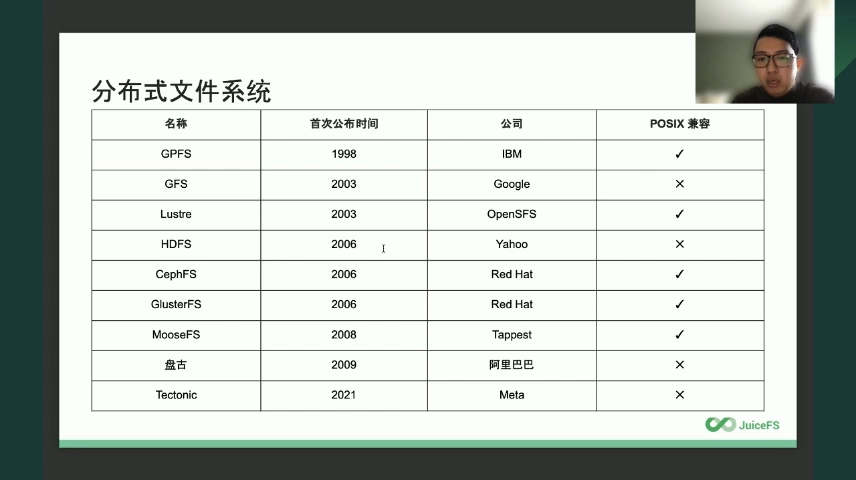 分布式文件系统
名称 首次公布时间 公司 POSIX 兼容
GPFS 1998 IBM ✓
GFS 2003 Google ✕
Lustre 2003 OpenSFS ✓
HDFS 2006 Yahoo ✕
CephFS 2006 Red Hat ✓
GlusterFS 2006 Red Hat ✓
MooseFS 2008 Tappest ✓
盘古 2009 阿里巴巴 ✕
Tectonic 2021 Meta ✕
JuiceFS